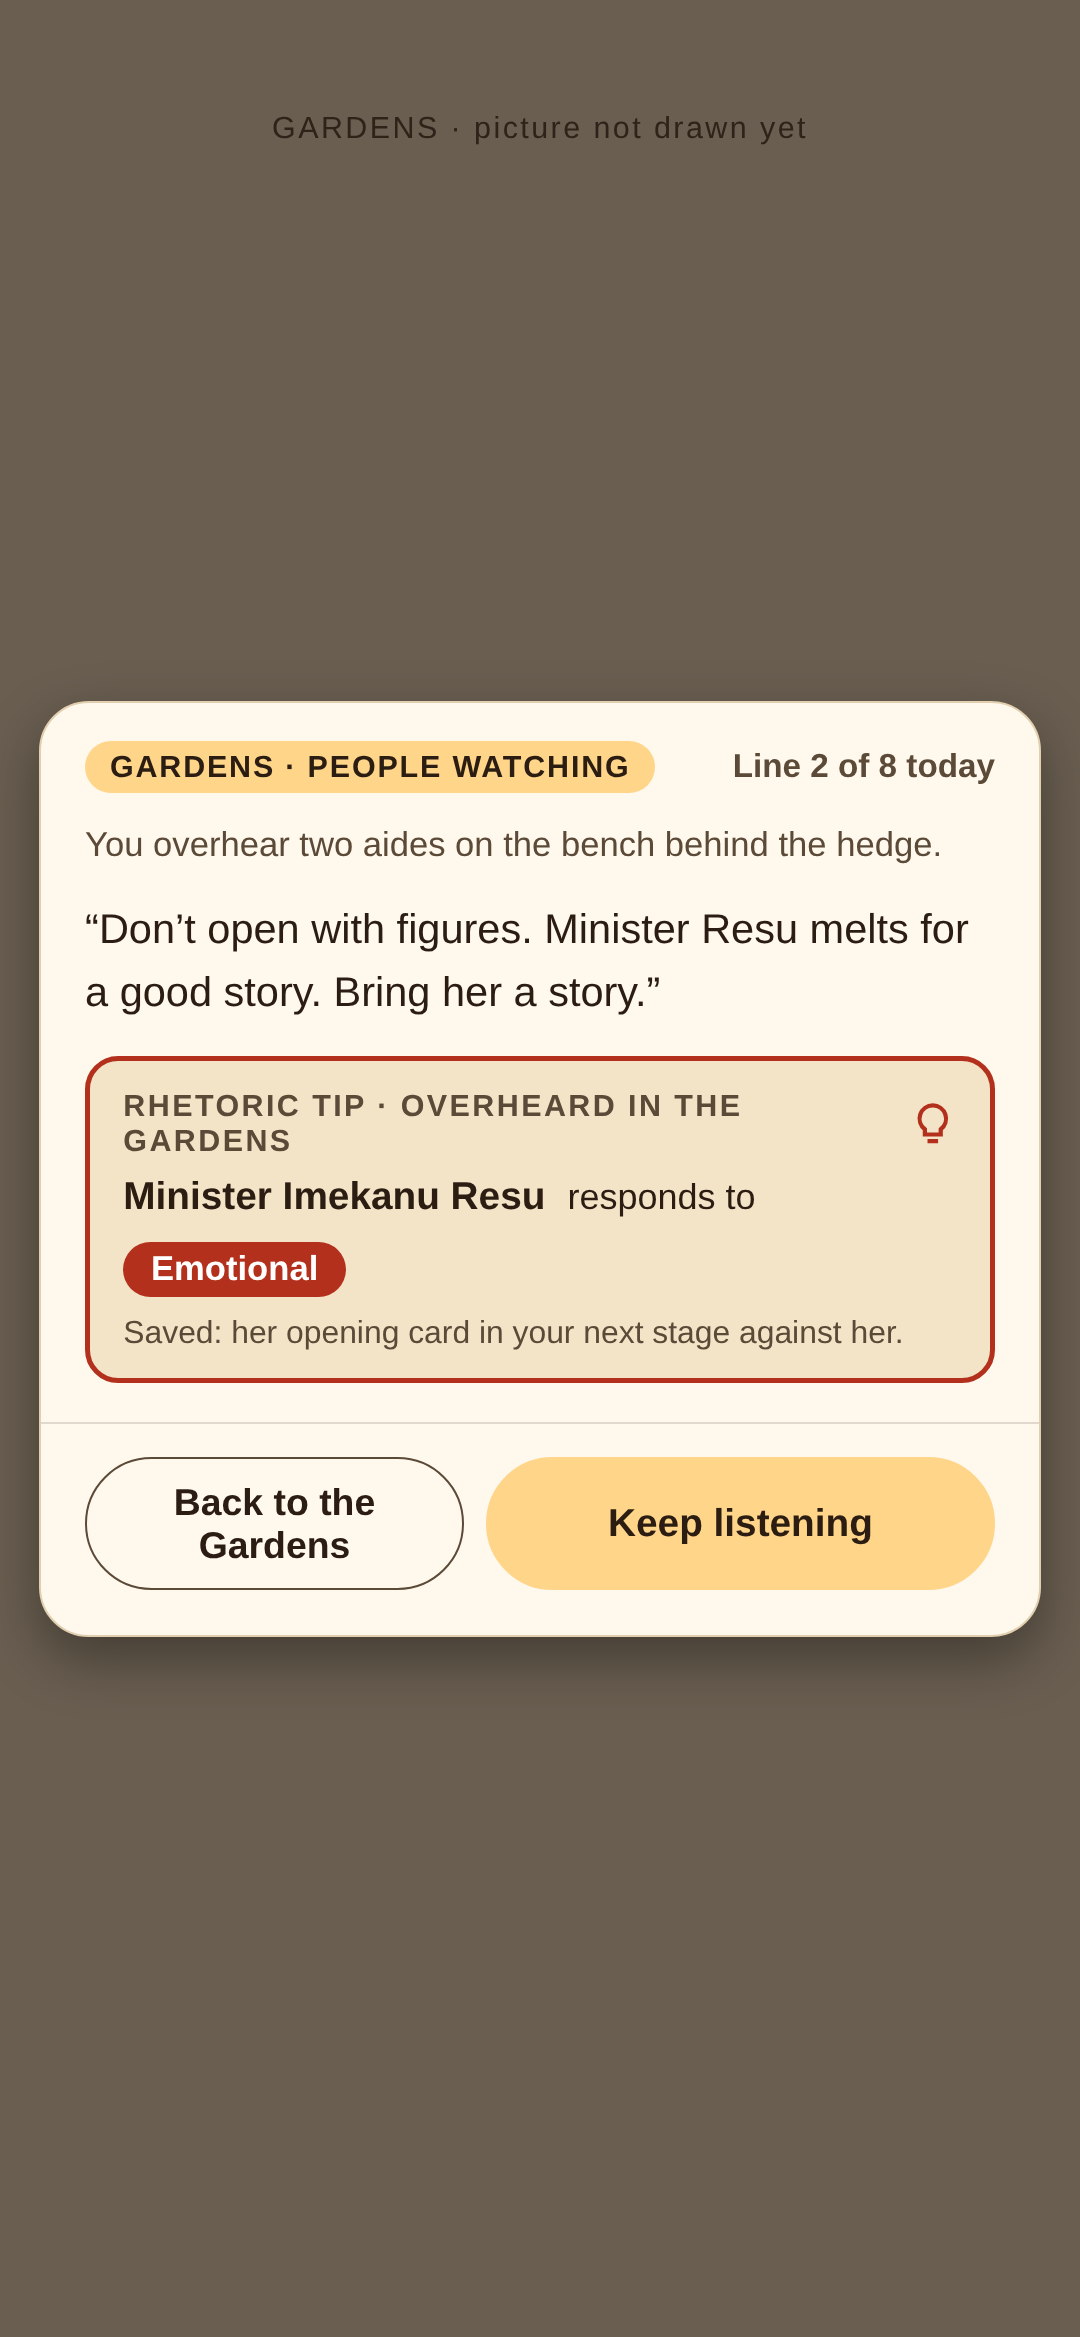 GARDENS · picture not drawn yet
GARDENS · PEOPLE WATCHING
Line 2 of 8 today
You overhear two aides on the bench behind the hedge.
“Don’t open with figures. Minister Resu melts for
a good story. Bring her a story.”
RHETORIC TIP · OVERHEARD IN THE
GARDENS
Minister Imekanu Resu responds to
Emotional
Saved: her opening card in your next stage against her.
Back to the
Gardens
Keep listening